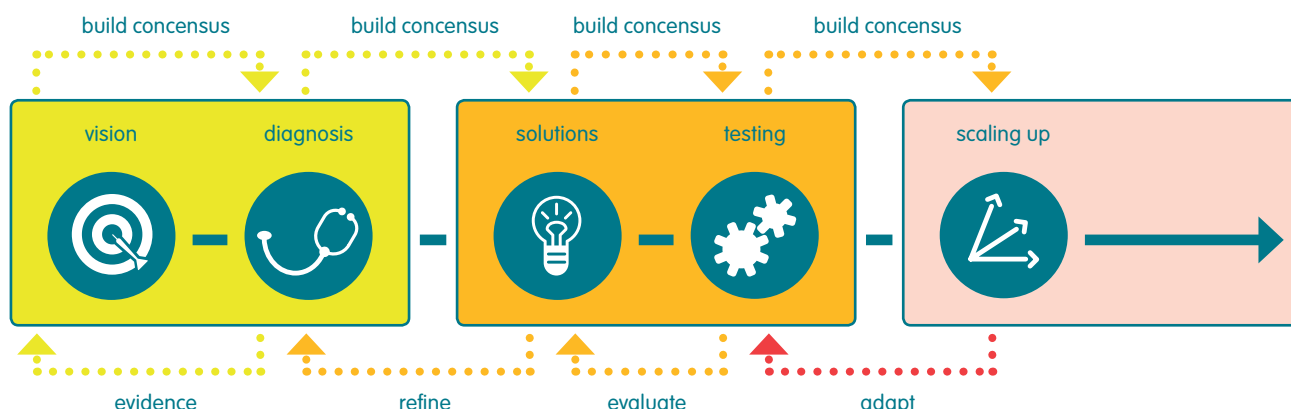 build concensus
build concensus
build concensus
build concensus
vision
diagnosis
solutions
testing
scaling up
evidence
refine
evaluate
adapt